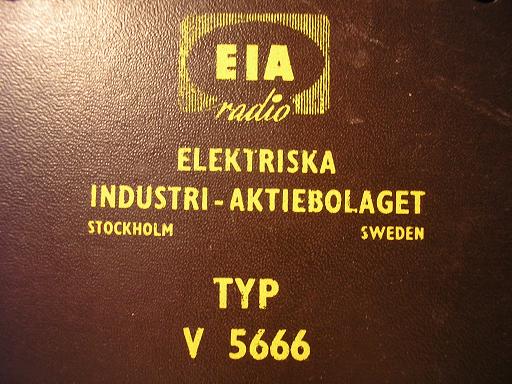 EIA
radio
ELEKTRISKA
INDUSTRI-AKTIEBOLAGET
STOCKHOLM SWEDEN
TYP
V 5666